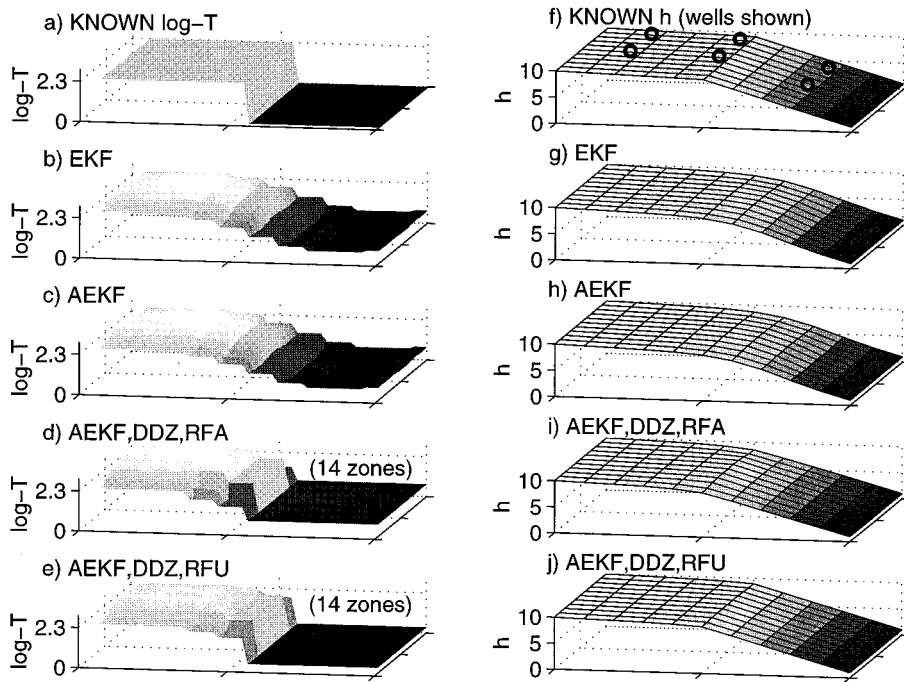 a) KNOWN log-T
log-T
2.3
0
b) EKF
log-T
2.3
0
c) AEKF
log-T
2.3
0
d) AEKF,DDZ,RFA
(14 zones)
log-T
2.3
0
e) AEKF,DDZ,RFU
(14 zones)
log-T
2.3
0
f) KNOWN h (wells shown)
h
10
5
0
g) EKF
h
10
5
0
h) AEKF
h
10
5
0
i) AEKF,DDZ,RFA
h
10
5
0
j) AEKF,DDZ,RFU
h
10
5
0